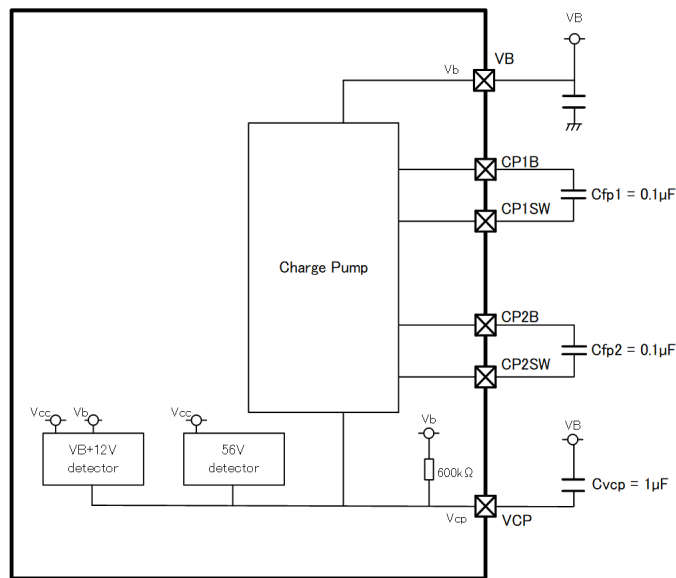 VB
VB
Vb
CP1B
Cfp1 = 0.1µF
CP1SW
Charge Pump
CP2B
Cfp2 = 0.1µF
CP2SW
Vcc
Vb
Vcc
Vb
VB
VB+12V
detector
56V
detector
600kΩ
Cvcp = 1µF
Vcp
VCP